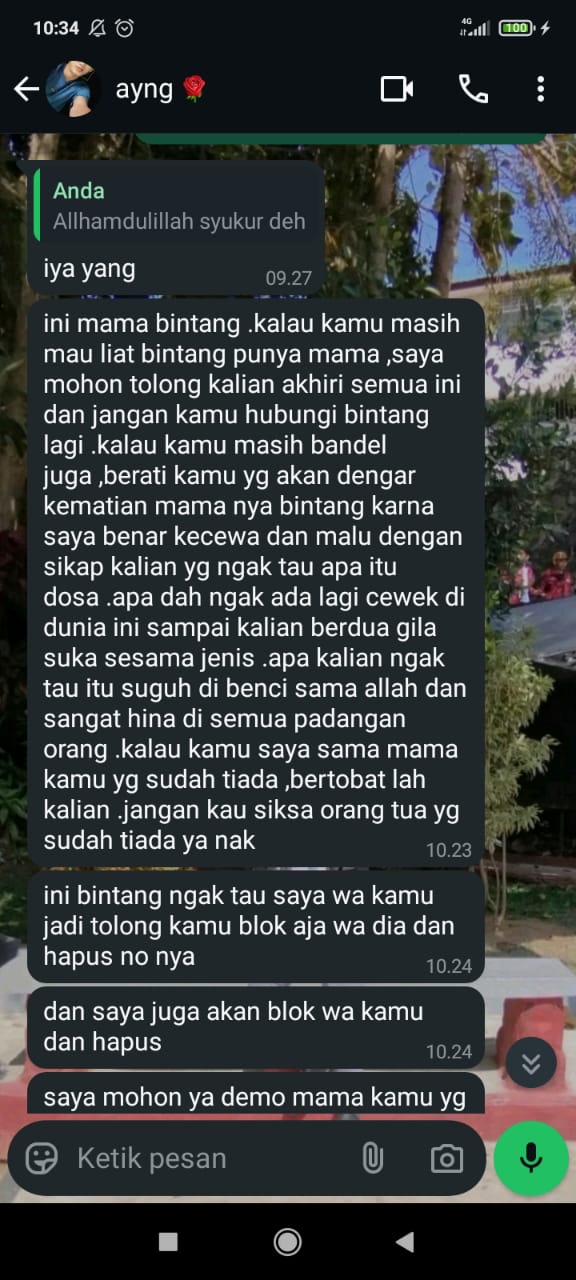 10:34
4G
100
ayng 🌹
Anda
Allhamdulillah syukur deh
iya yang
09.27
ini mama bintang .kalau kamu masih
mau liat bintang punya mama ,saya
mohon tolong kalian akhiri semua ini
dan jangan kamu hubungi bintang
lagi .kalau kamu masih bandel
juga ,berati kamu yg akan dengar
kematian mama nya bintang karna
saya benar kecewa dan malu dengan
sikap kalian yg ngak tau apa itu
dosa .apa dah ngak ada lagi cewek di
dunia ini sampai kalian berdua gila
suka sesama jenis .apa kalian ngak
tau itu suguh di benci sama allah dan
sangat hina di semua padangan
orang .kalau kamu saya sama mama
kamu yg sudah tiada ,bertobat lah
kalian .jangan kau siksa orang tua yg
sudah tiada ya nak
10.23
ini bintang ngak tau saya wa kamu
jadi tolong kamu blok aja wa dia dan
hapus no nya
10.24
dan saya juga akan blok wa kamu
dan hapus
10.24
saya mohon ya demo mama kamu yg
Ketik pesan